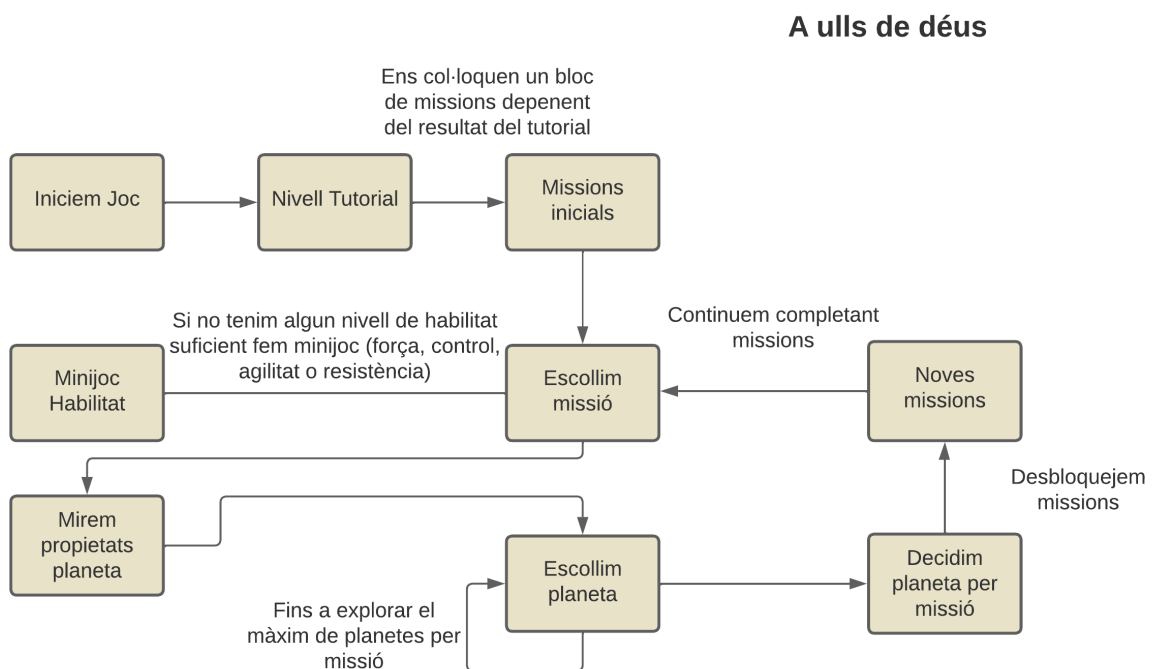 A ulls de déus
Ens col·loquen un bloc
de missions depenent
del resultat del tutorial
Iniciem Joc
Nivell Tutorial
Missions
inicials
Si no tenim algun nivell de habilitat
suficient fem minijoc (força, control,
agilitat o resistència)
Continuem completant
missions
Minijoc
Habilitat
Escollim
missió
Noves
missions
Desbloquejem
missions
Mirem
propietats
planeta
Escollim
planeta
Decidim
planeta per
missió
Fins a explorar el
màxim de planetes per
missió